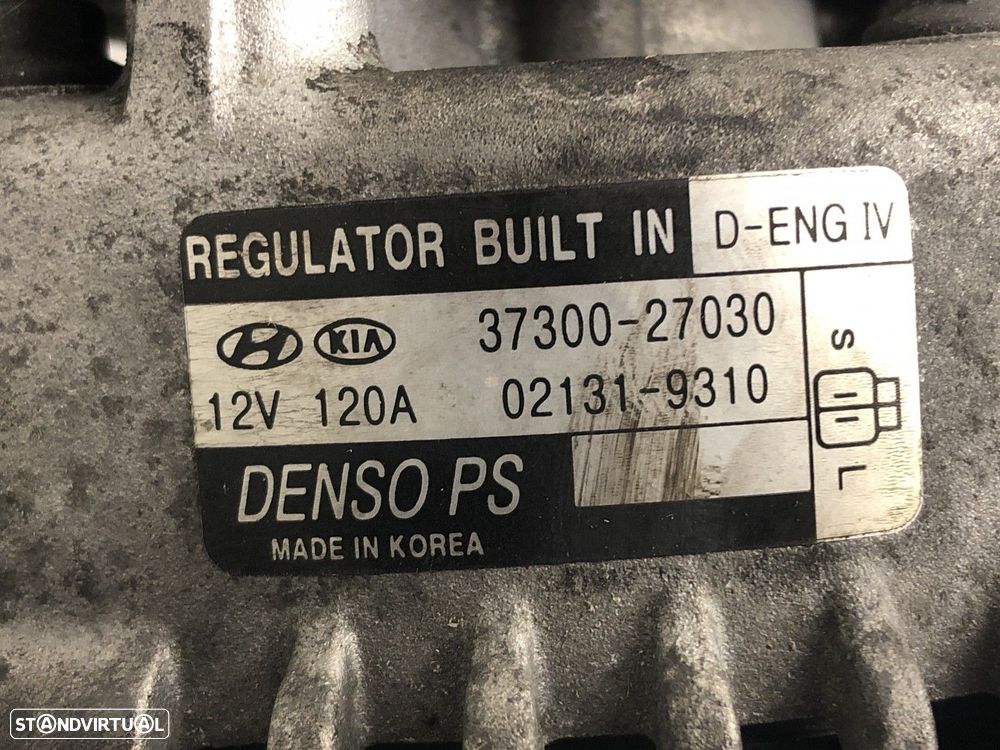 REGULATOR BUILT IN D-ENG IV
KIA 37300-27030
12V 120A 02131-9310
S
L
DENSO PS
MADE IN KOREA
STANDVIRTUAL